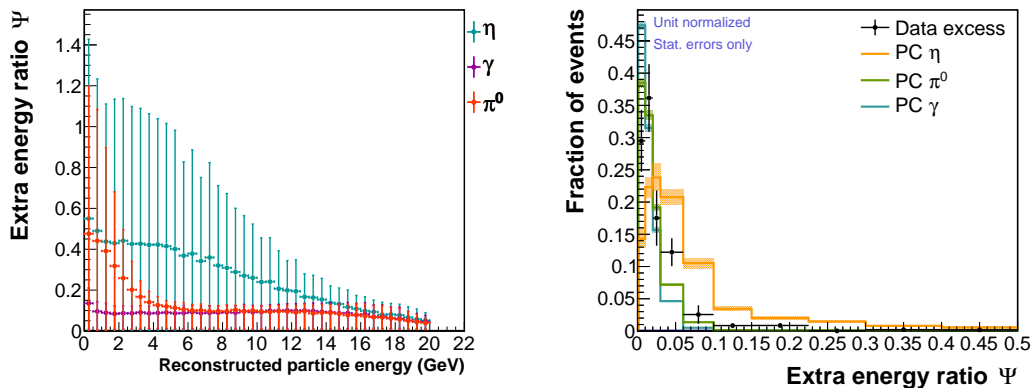 Extra energy ratio Ψ
1.4
1.2
1
0.8
0.6
0.4
0.2
0
0 2 4 6 8 10 12 14 16 18 20 22
Reconstructed particle energy (GeV)
η
γ
π⁰
Fraction of events
0.45
0.4
0.35
0.3
0.25
0.2
0.15
0.1
0.05
0
0 0.05 0.1 0.15 0.2 0.25 0.3 0.35 0.4 0.45 0.5
Extra energy ratio Ψ
Unit normalized
Stat. errors only
Data excess
PC η
PC π⁰
PC γ